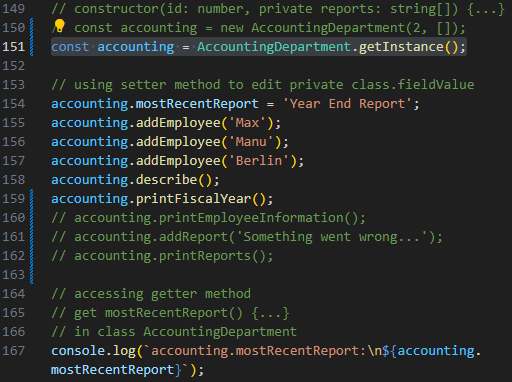 149 // constructor(id: number, private reports: string[]) {...}
150 // const accounting = new AccountingDepartment(2, []);
151 const accounting = AccountingDepartment.getInstance();
152
153 // using setter method to edit private class.fieldValue
154 accounting.mostRecentReport = 'Year End Report';
155 accounting.addEmployee('Max');
156 accounting.addEmployee('Manu');
157 accounting.addEmployee('Berlin');
158 accounting.describe();
159 accounting.printFiscalYear();
160 // accounting.printEmployeeInformation();
161 // accounting.addReport('Something went wrong...');
162 // accounting.printReports();
163
164 // accessing getter method
165 // get mostRecentReport() {...}
166 // in class AccountingDepartment
167 console.log(`accounting.mostRecentReport:\n${accounting.
mostRecentReport}`);